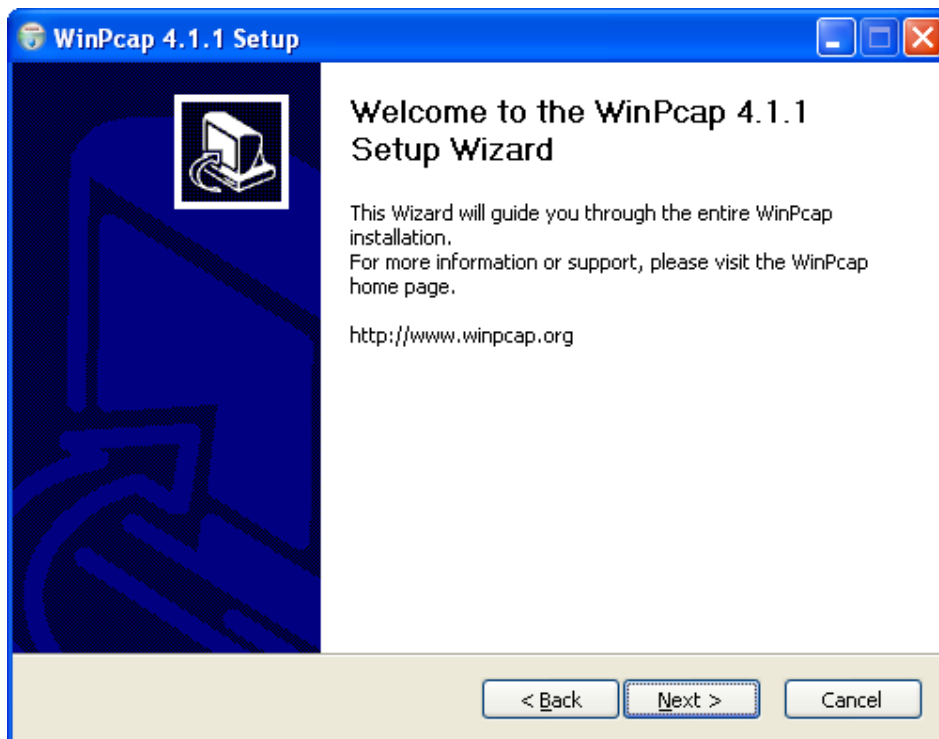 WinPcap 4.1.1 Setup
Welcome to the WinPcap 4.1.1
Setup Wizard
This Wizard will guide you through the entire WinPcap
installation.
For more information or support, please visit the WinPcap
home page.
http://www.winpcap.org
< Back
Next >
Cancel